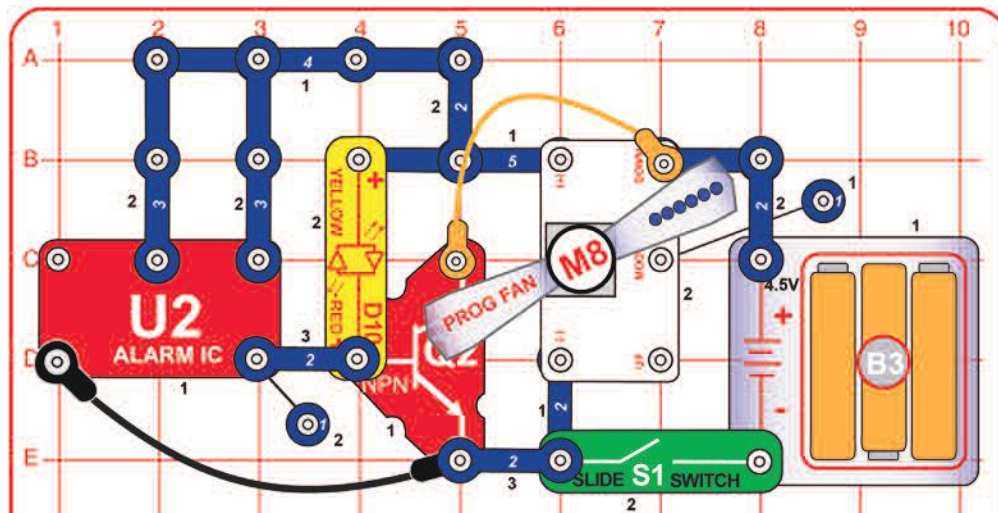 1 2 3 4 5 6 7 8 9 10
A
4
1
2 2
B
1
5
YELLOW
+
(+)
2 3 2 3
2
2
1
1
C
M8
PROG FAN
MOD
4.5V
1
U2
ALARM IC
RED
D10
Q2
NPN
+
-
B3
3
2
2
D
1
1
2
1
1 2
(-)
E
2
3
SLIDE S1 SWITCH
2